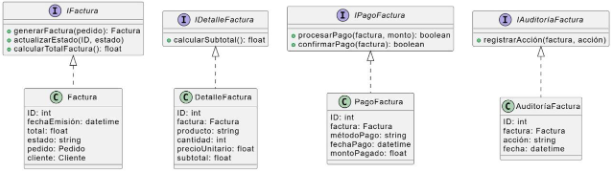 I IFactura
generarFactura(pedido): Factura
actualizarEstado(ID, estado)
calcularTotalFactura(): float
C Factura
ID: int
fechaEmisión: datetime
total: float
estado: string
pedido: Pedido
cliente: Cliente
I IDetalleFactura
calcularSubtotal(): float
C DetalleFactura
ID: int
factura: Factura
producto: string
cantidad: int
precioUnitario: float
subtotal: float
I IPagoFactura
procesarPago(factura, monto): boolean
confirmarPago(factura): boolean
C PagoFactura
ID: int
factura: Factura
métodoPago: string
fechaPago: datetime
montoPagado: float
I IAuditoríaFactura
registrarAcción(factura, acción)
C AuditoríaFactura
ID: int
factura: Factura
acción: string
fecha: datetime